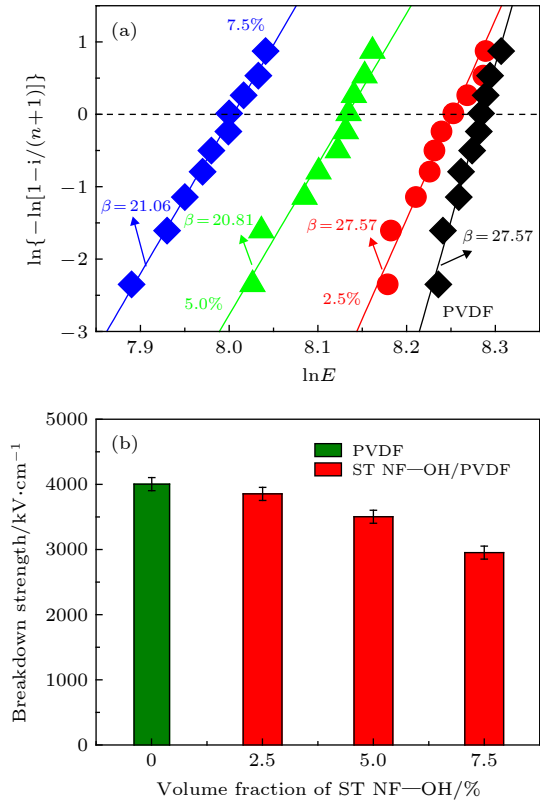 (a)
7.5%
1
0
−1
−2
−3
ln{−ln[1−i/(n+1)]}
β=21.06
β=20.81
β=27.57
β=27.57
5.0%
2.5%
PVDF
7.9
8.0
8.1
8.2
8.3
lnE
(b)
5000
4000
3000
2000
1000
0
Breakdown strength/kV·cm⁻¹
PVDF
ST NF—OH/PVDF
0
2.5
5.0
7.5
Volume fraction of ST NF—OH/%